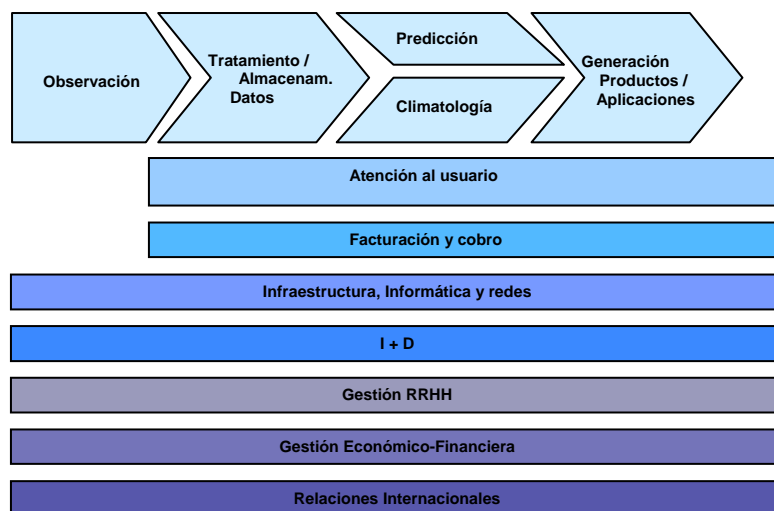 Observación
Tratamiento /
Almacenam.
Datos
Predicción
Climatología
Generación
Productos /
Aplicaciones
Atención al usuario
Facturación y cobro
Infraestructura, Informática y redes
I + D
Gestión RRHH
Gestión Económico-Financiera
Relaciones Internacionales